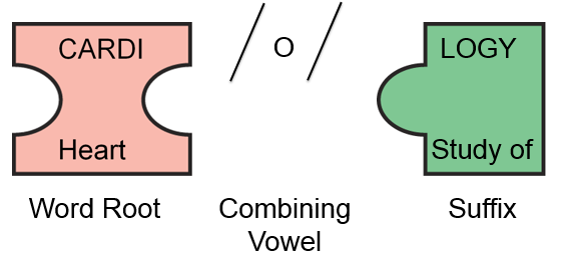 CARDI
/ O /
LOGY
Heart
Study of
Word Root
Combining
Vowel
Suffix